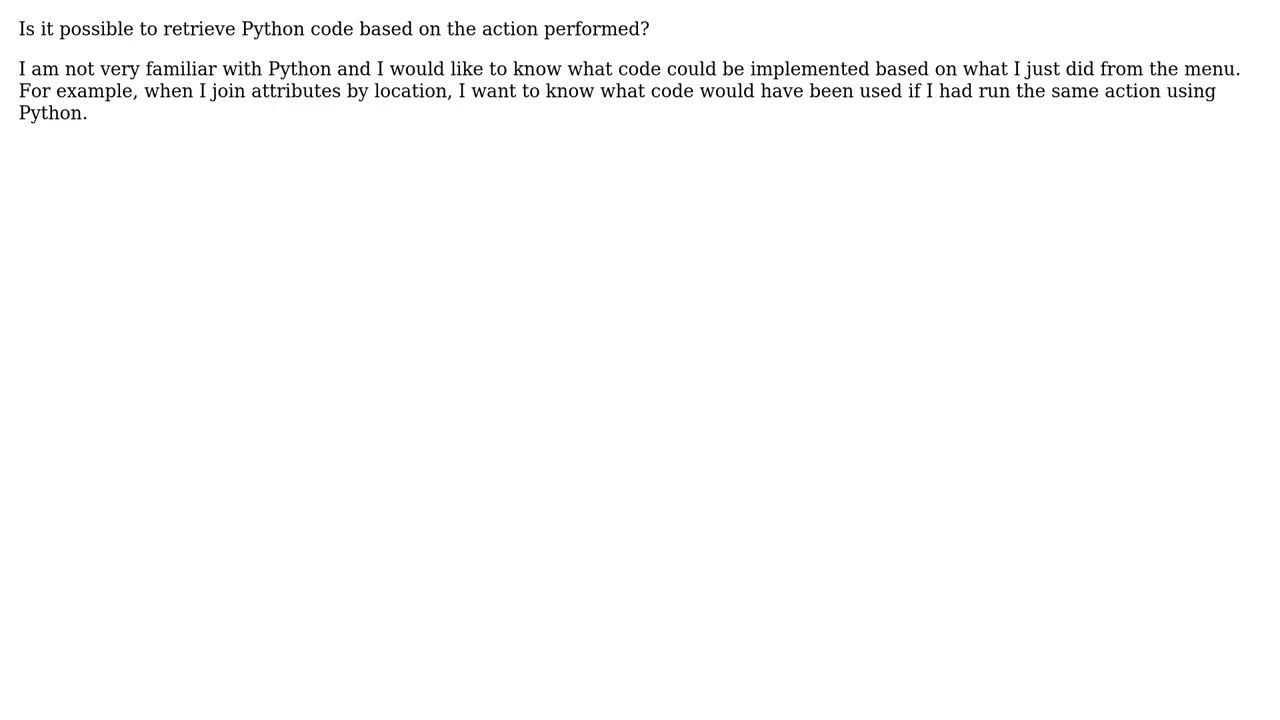 Is it possible to retrieve Python code based on the action performed?
I am not very familiar with Python and I would like to know what code could be implemented based on what I just did from the menu.
For example, when I join attributes by location, I want to know what code would have been used if I had run the same action using
Python.